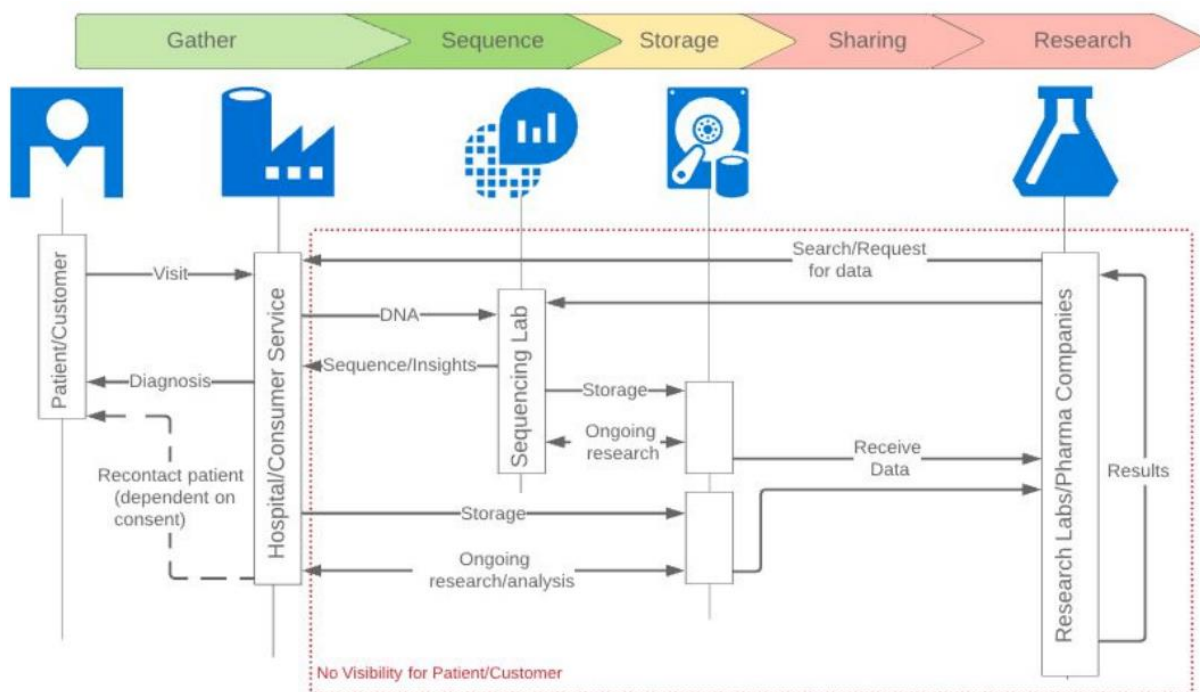 Gather
Sequence
Storage
Sharing
Research
Patient/Customer
Hospital/Consumer Service
Sequencing Lab
Research Labs/Pharma Companies
Visit
Search/Request
for data
DNA
Sequence/Insights
Diagnosis
Storage
Ongoing
research
Receive
Data
Results
Recontact patient
(dependent on
consent)
Storage
Ongoing
research/analysis
No Visibility for Patient/Customer